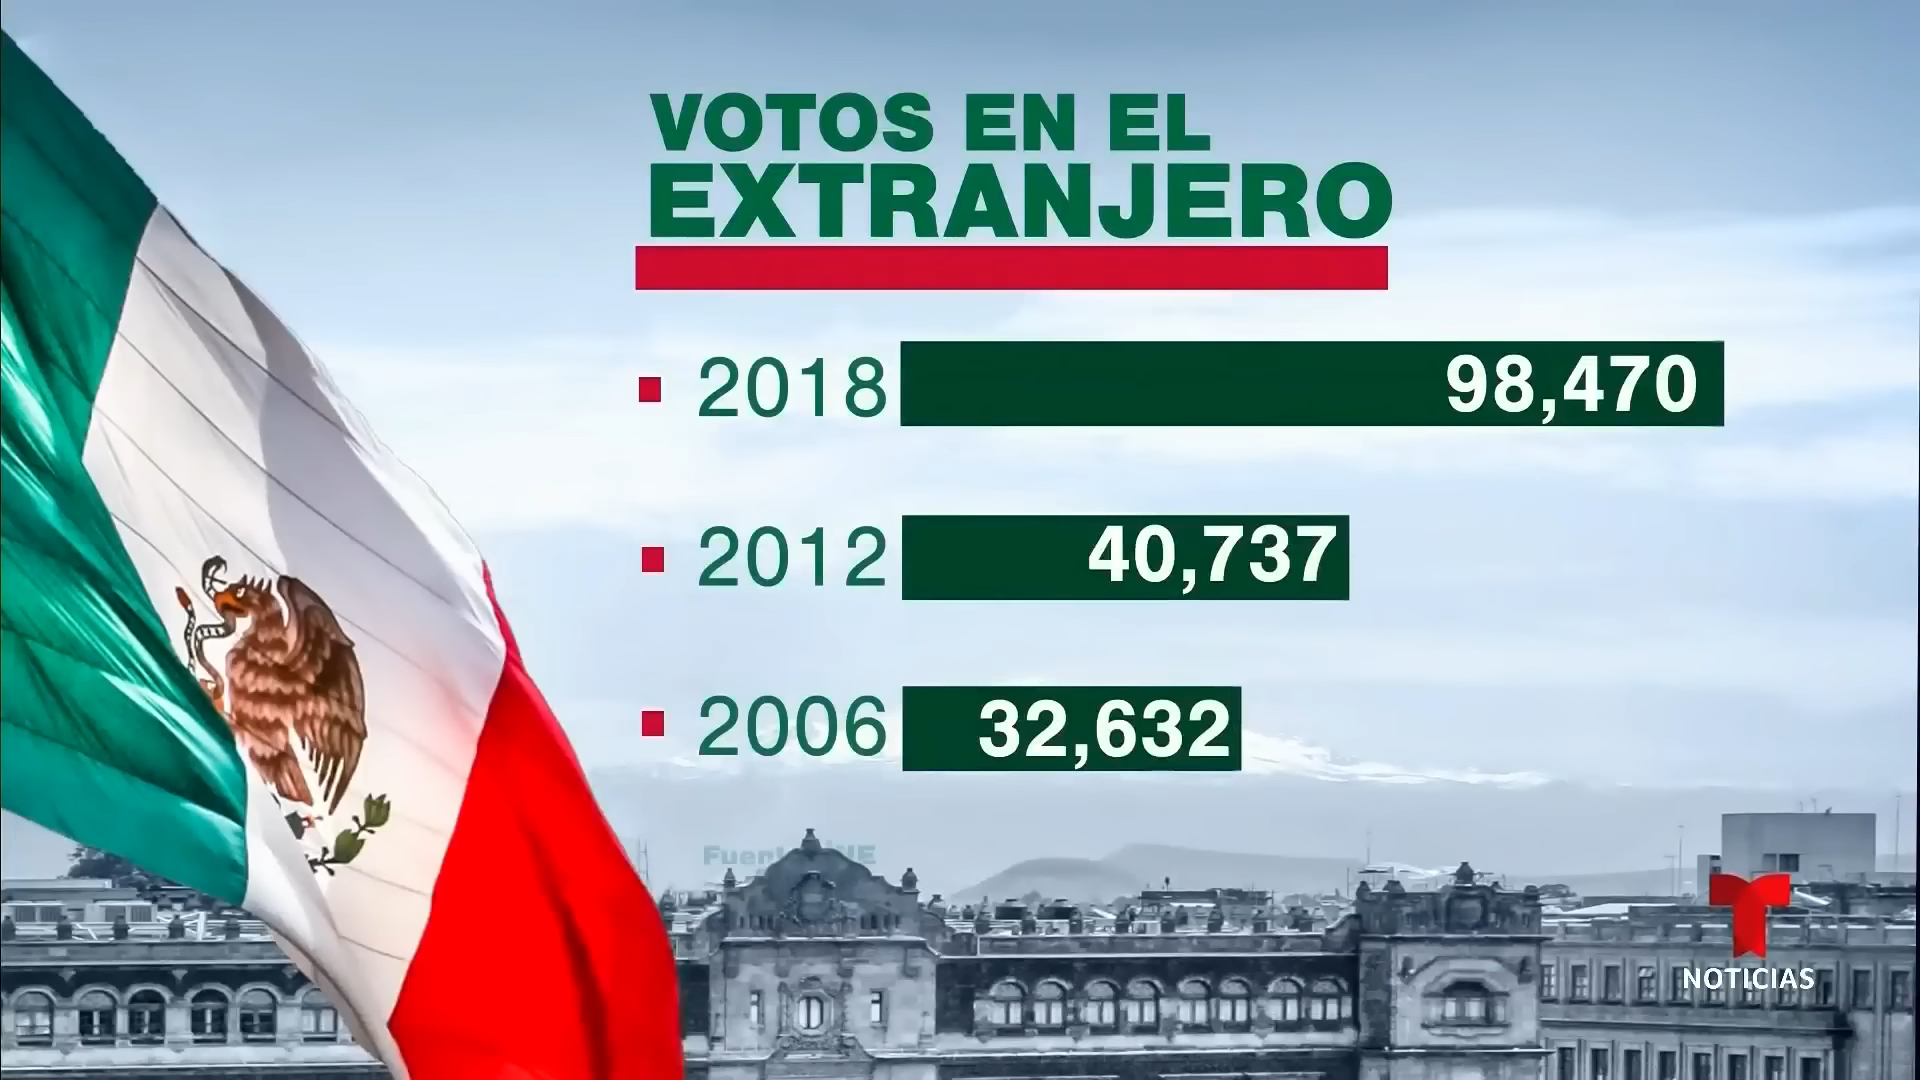 VOTOS EN EL
EXTRANJERO
2018 98,470
2012 40,737
2006 32,632
NOTICIAS